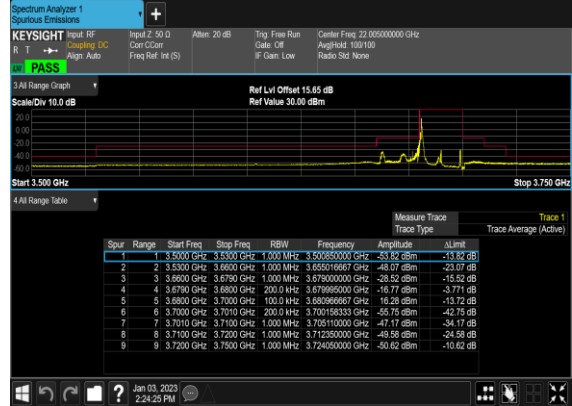 Spectrum Analyzer 1
Spurious Emissions
+
KEYSIGHT Input: RF Input Z: 50 Ω Atten: 20 dB Trig: Free Run Center Freq: 22.005000000 GHz
R T Coupling: DC Corr CCorr Gate: Off Avg|Hold: 100/100
Align: Auto Freq Ref: Int (S) IF Gain: Low Radio Std: None
PASS
3 All Range Graph
Ref Lvl Offset 15.65 dB
Scale/Div 10.0 dB Ref Value 30.00 dBm
20.0
0.00
-20.0
-40.0
-60.0
Start 3.500 GHz Stop 3.750 GHz
4 All Range Table
Measure Trace Trace 1
Trace Type Trace Average (Active)
Spur Range Start Freq Stop Freq RBW Frequency Amplitude ΔLimit
1 1 3.5000 GHz 3.5300 GHz 1.000 MHz 3.500850000 GHz -53.82 dBm -13.82 dB
2 2 3.5300 GHz 3.6600 GHz 1.000 MHz 3.655016667 GHz -48.07 dBm -23.07 dB
3 3 3.6600 GHz 3.6790 GHz 1.000 MHz 3.679000000 GHz -28.52 dBm -15.52 dB
4 4 3.6790 GHz 3.6800 GHz 200.0 kHz 3.679995000 GHz -16.77 dBm -3.771 dB
5 5 3.6800 GHz 3.7000 GHz 100.0 kHz 3.680966667 GHz 16.28 dBm -13.72 dB
6 6 3.7000 GHz 3.7010 GHz 200.0 kHz 3.700158333 GHz -55.75 dBm -42.75 dB
7 7 3.7010 GHz 3.7100 GHz 1.000 MHz 3.705110000 GHz -47.17 dBm -34.17 dB
8 8 3.7100 GHz 3.7200 GHz 1.000 MHz 3.712350000 GHz -49.58 dBm -24.58 dB
9 9 3.7200 GHz 3.7500 GHz 1.000 MHz 3.724050000 GHz -50.62 dBm -10.62 dB
? Jan 03, 2023
2:24:25 PM